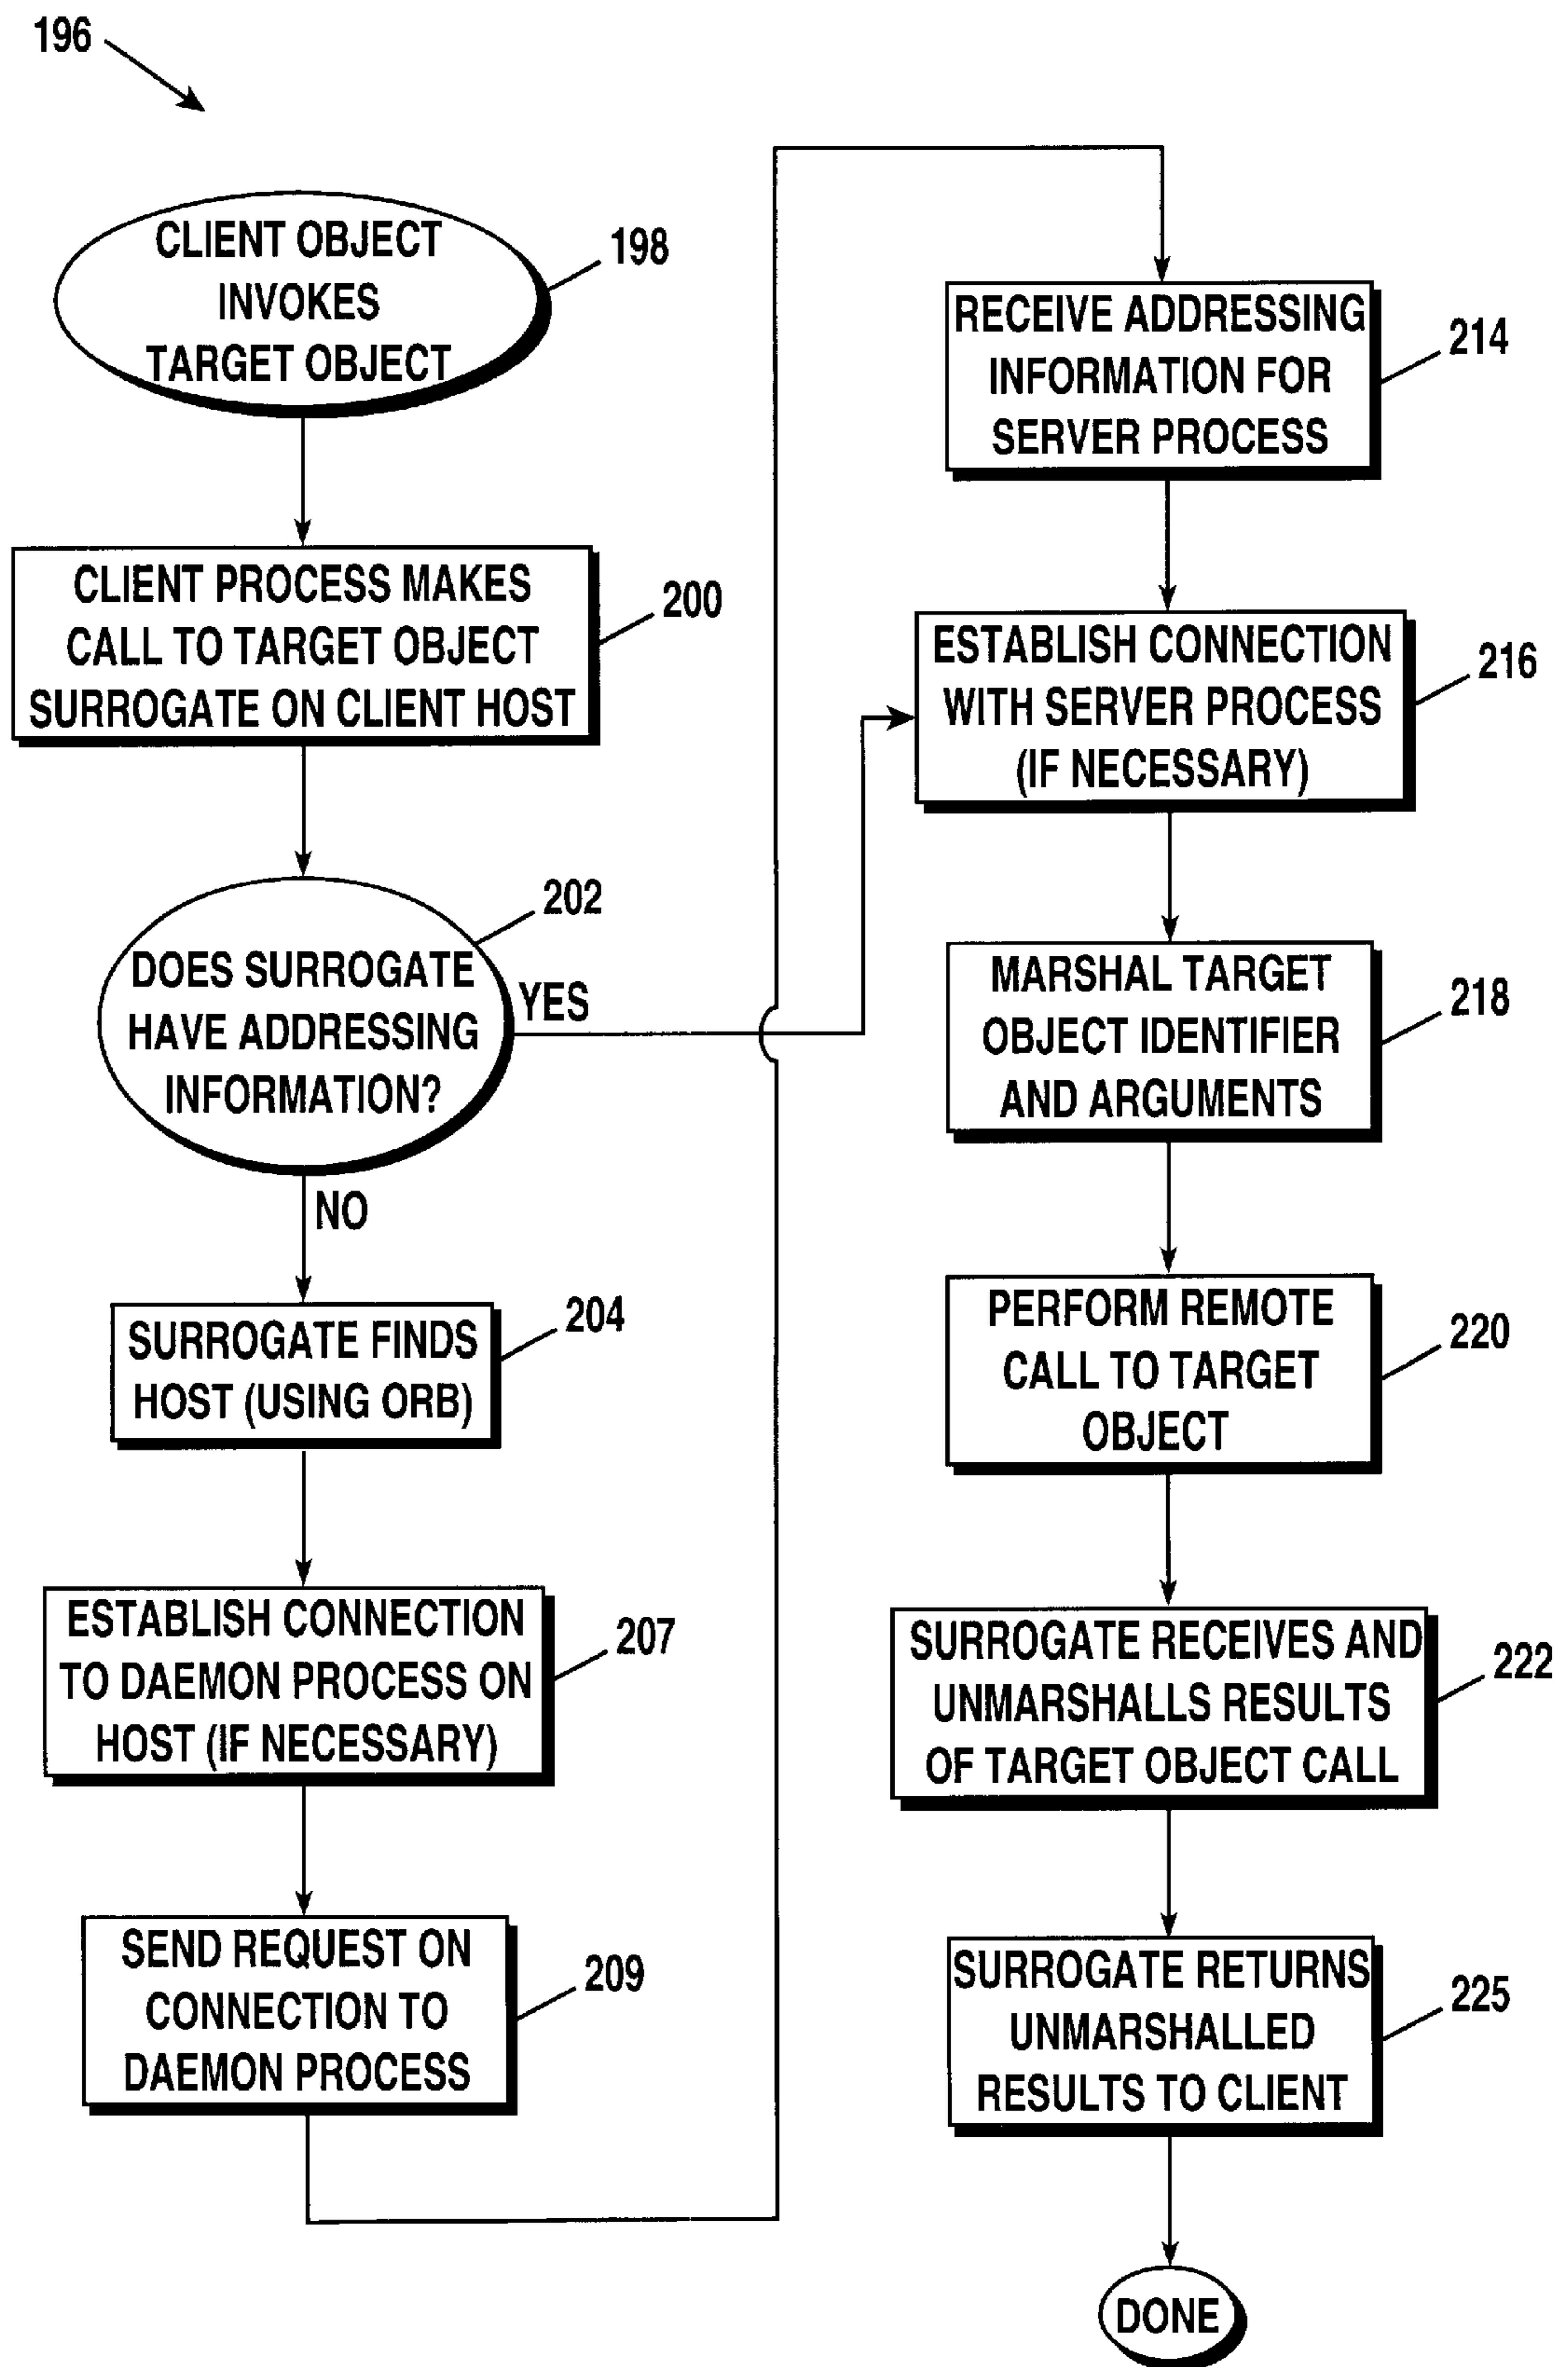 196
CLIENT OBJECT
INVOKES
TARGET OBJECT
198
CLIENT PROCESS MAKES
CALL TO TARGET OBJECT
SURROGATE ON CLIENT HOST
200
DOES SURROGATE
HAVE ADDRESSING
INFORMATION?
202
YES
NO
SURROGATE FINDS
HOST (USING ORB)
204
ESTABLISH CONNECTION
TO DAEMON PROCESS ON
HOST (IF NECESSARY)
207
SEND REQUEST ON
CONNECTION TO
DAEMON PROCESS
209
RECEIVE ADDRESSING
INFORMATION FOR
SERVER PROCESS
214
ESTABLISH CONNECTION
WITH SERVER PROCESS
(IF NECESSARY)
216
MARSHAL TARGET
OBJECT IDENTIFIER
AND ARGUMENTS
218
PERFORM REMOTE
CALL TO TARGET
OBJECT
220
SURROGATE RECEIVES AND
UNMARSHALLS RESULTS
OF TARGET OBJECT CALL
222
SURROGATE RETURNS
UNMARSHALLED
RESULTS TO CLIENT
225
DONE